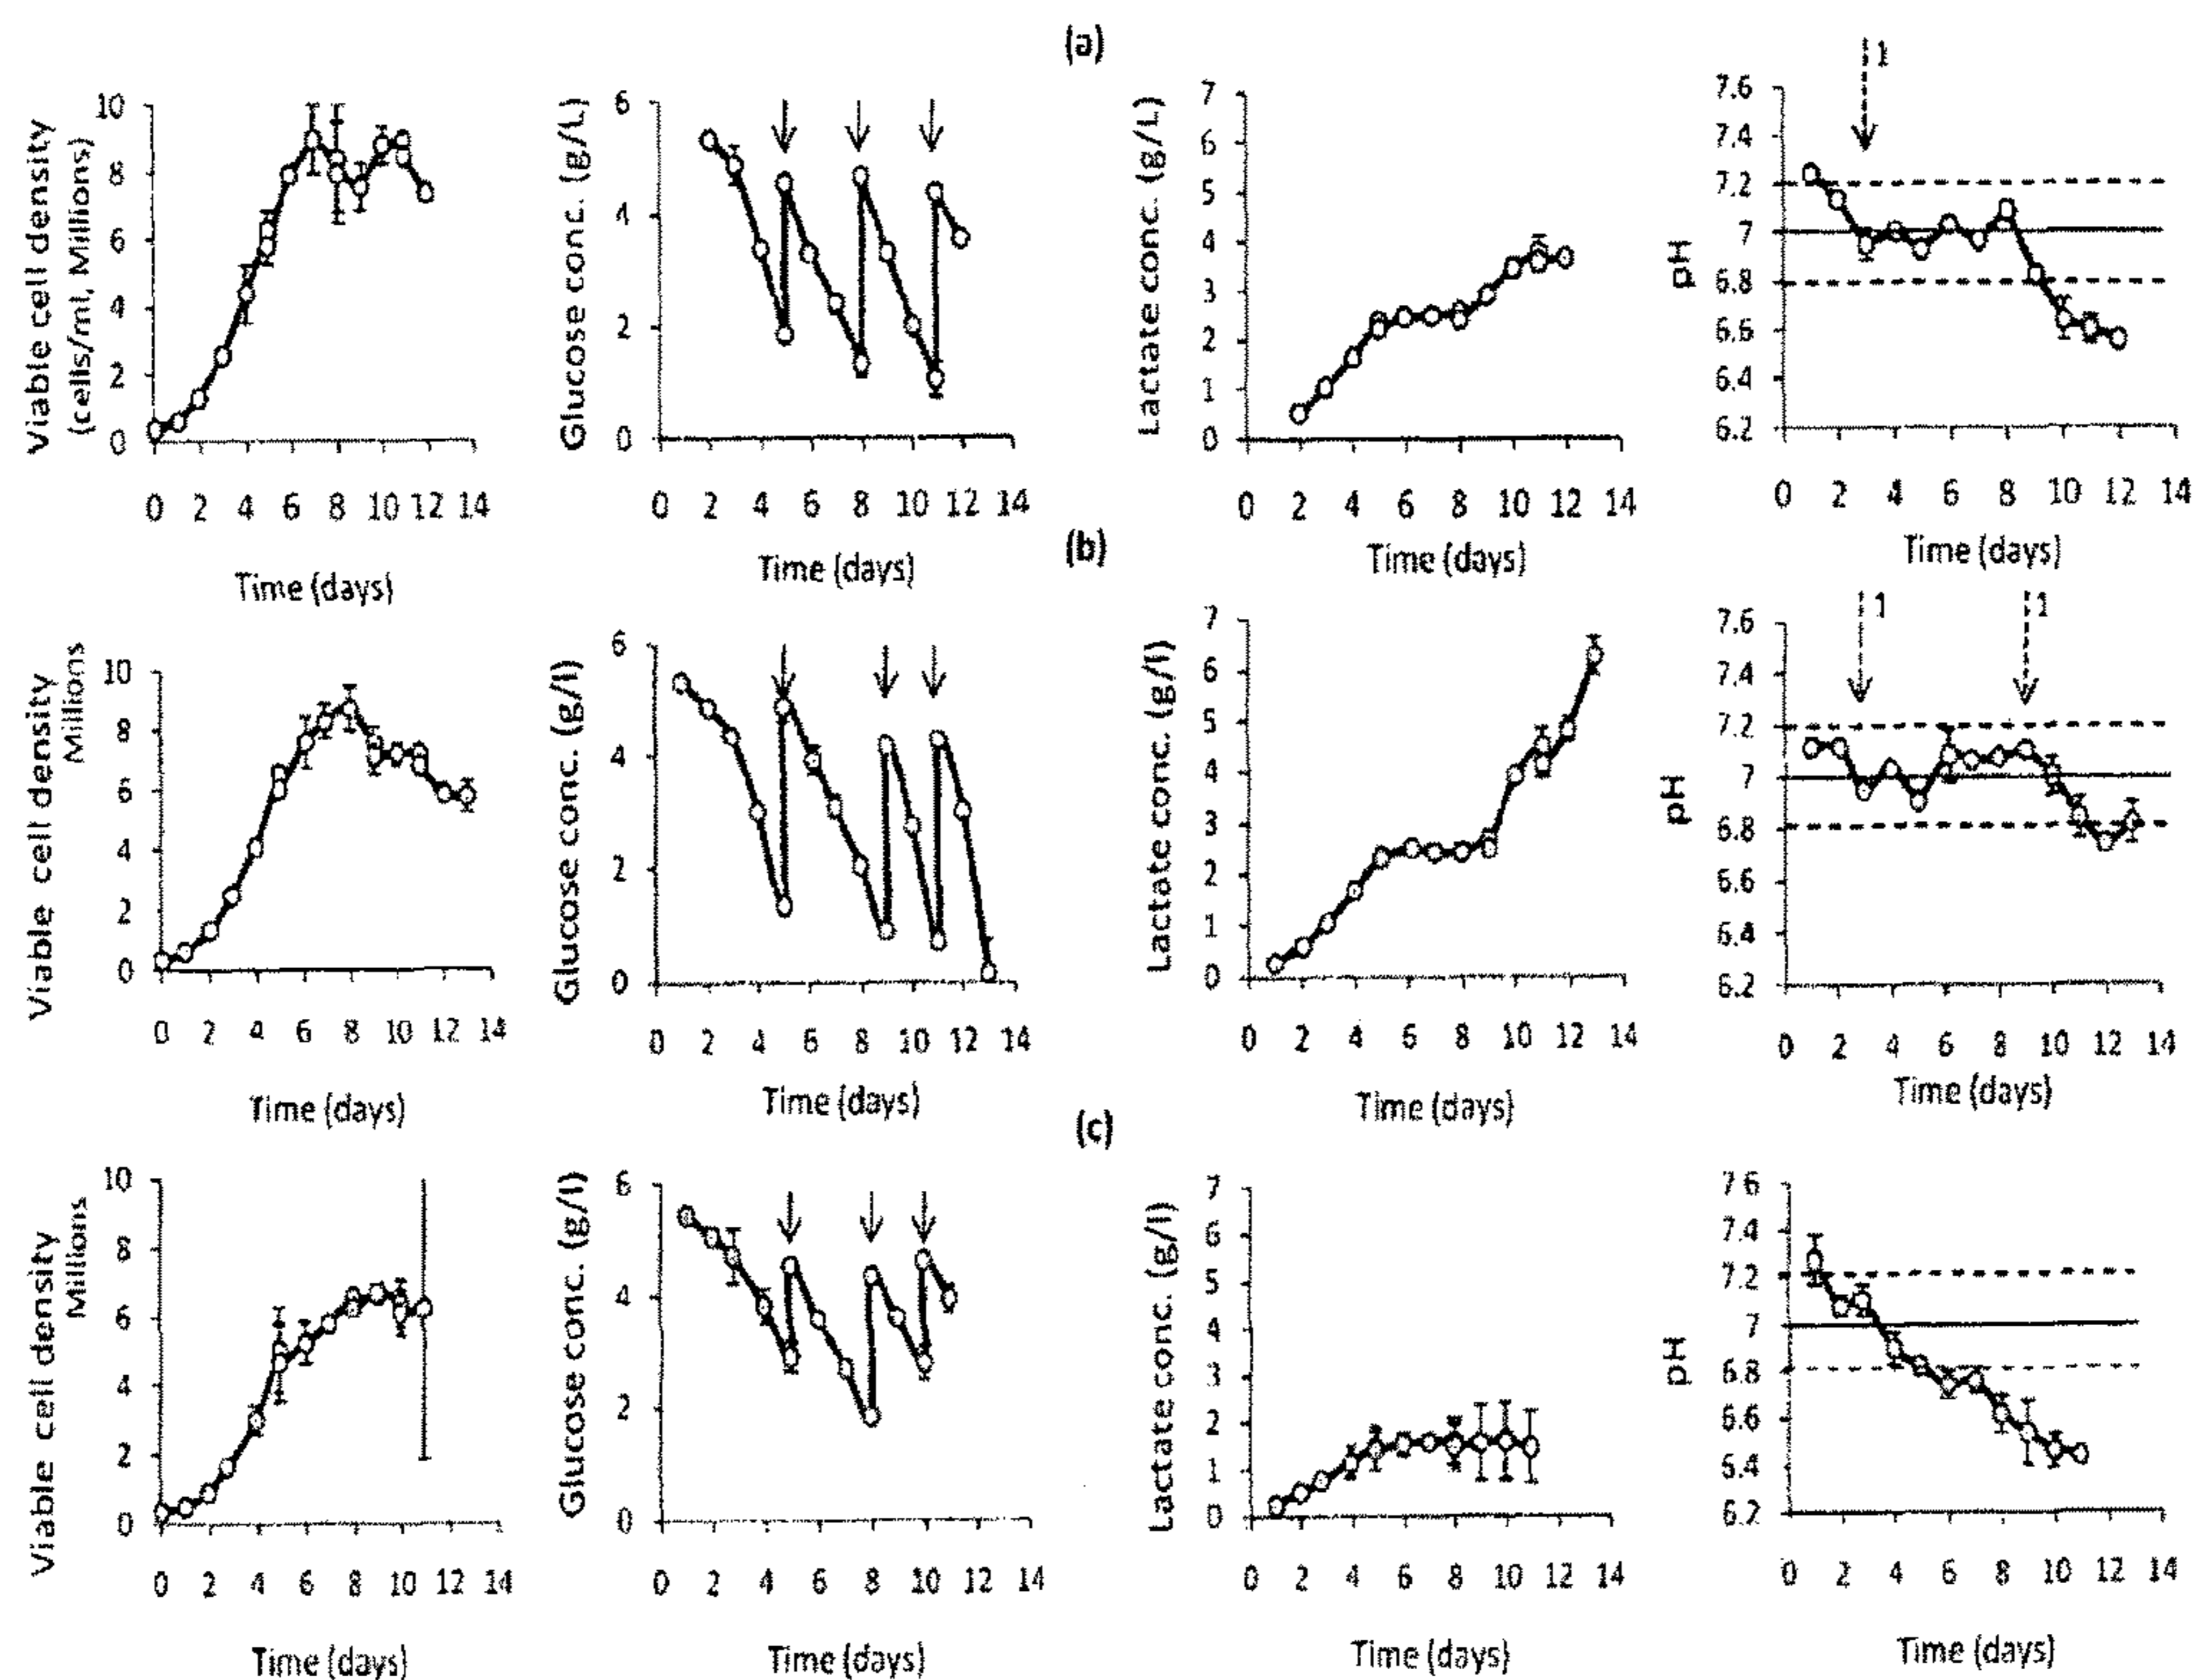 (a)
Viable cell density
(cells/ml, Millions)
10
8
6
4
2
0
0 2 4 6 8 10 12 14
Time (days)
Glucose conc. (g/L)
6
4
2
0
0 2 4 6 8 10 12 14
Time (days)
Lactate conc. (g/L)
7
6
5
4
3
2
1
0
0 2 4 6 8 10 12 14
Time (days)
1
pH
7.6
7.4
7.2
7
6.8
6.6
6.4
6.2
0 2 4 6 8 10 12 14
Time (days)
(b)
Viable cell density
Millions
10
8
6
4
2
0
0 2 4 6 8 10 12 14
Time (days)
Glucose conc. (g/l)
6
4
2
0
0 2 4 6 8 10 12 14
Time (days)
Lactate conc. (g/l)
7
6
5
4
3
2
1
0
0 2 4 6 8 10 12 14
Time (days)
1 1
pH
7.6
7.4
7.2
7
6.8
6.6
6.4
6.2
0 2 4 6 8 10 12 14
Time (days)
(c)
Viable cell density
Millions
10
8
6
4
2
0
0 2 4 6 8 10 12 14
Time (days)
Glucose conc. (g/l)
6
4
2
0
0 2 4 6 8 10 12 14
Time (days)
Lactate conc. (g/l)
7
6
5
4
3
2
1
0
0 2 4 6 8 10 12 14
Time (days)
pH
7.6
7.4
7.2
7
6.8
6.6
6.4
6.2
0 2 4 6 8 10 12 14
Time (days)